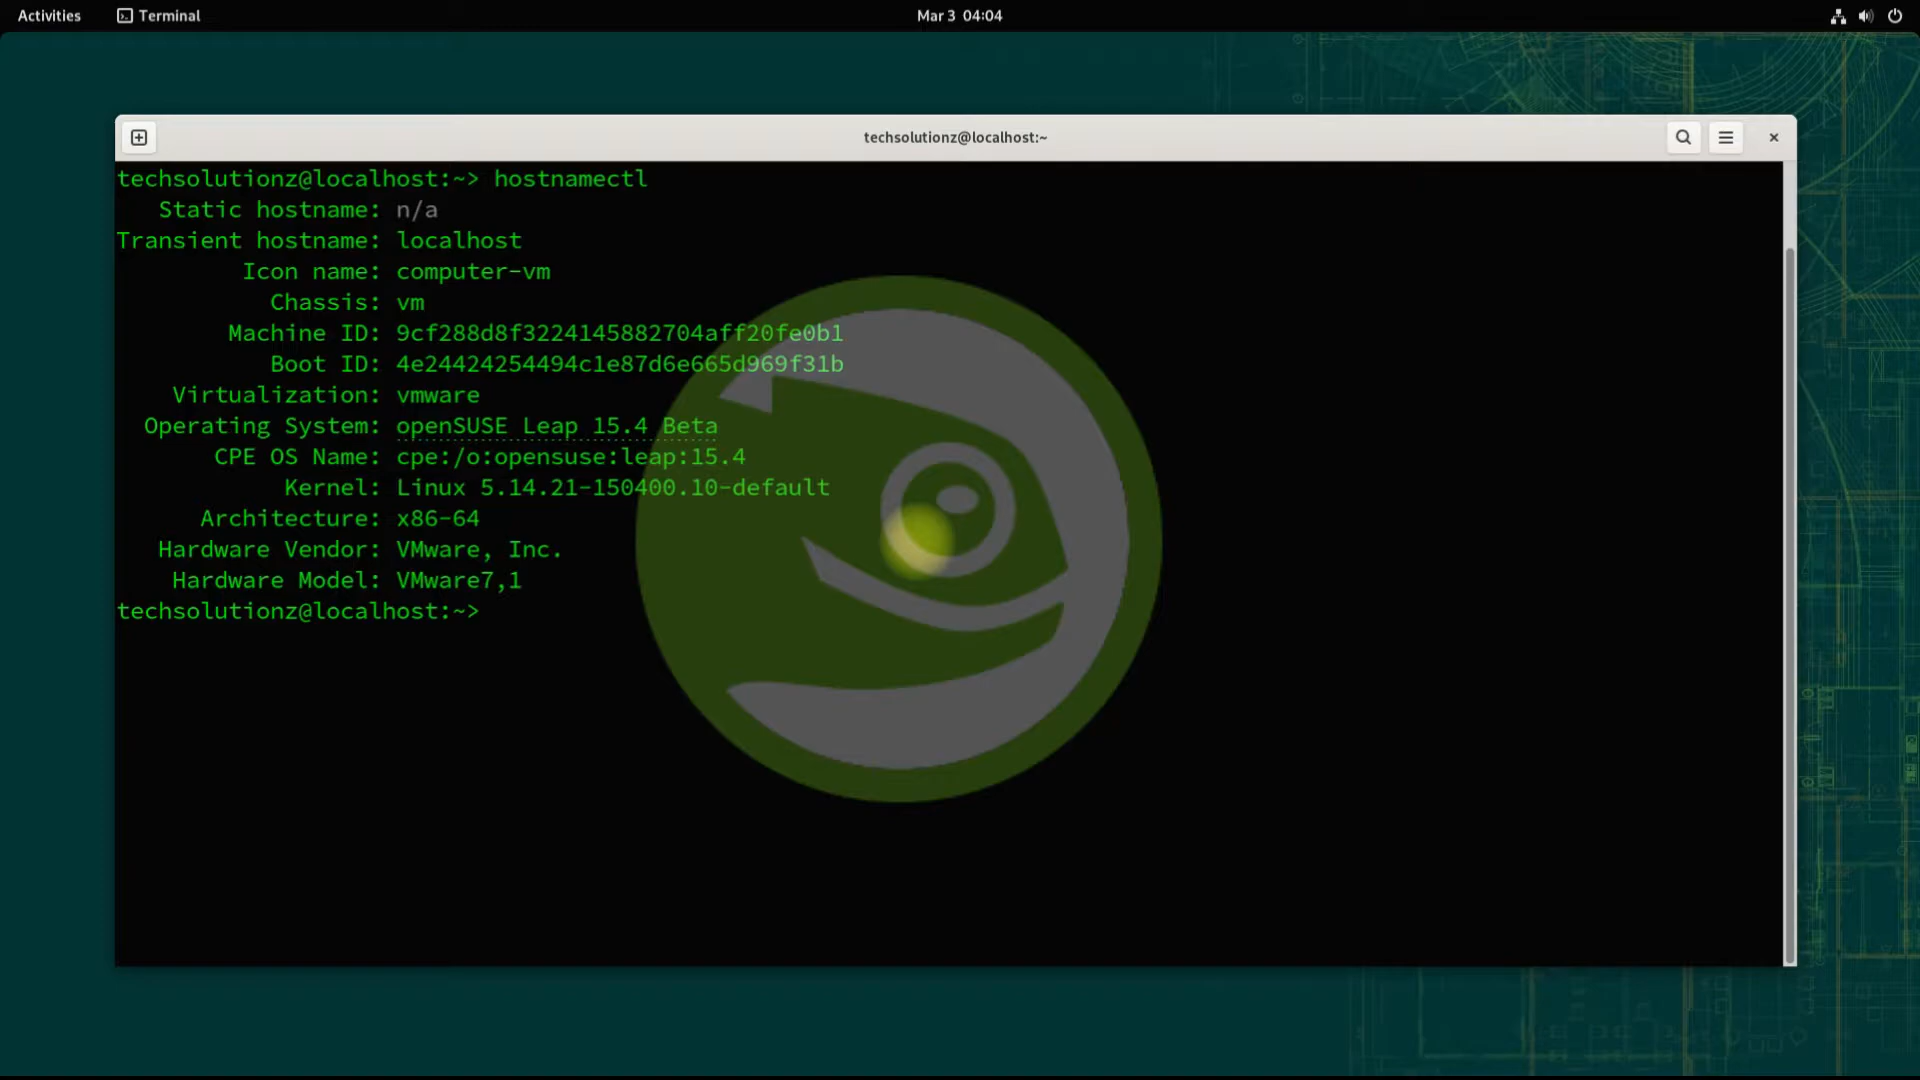 Activities Terminal Mar 3 04:04
techsolutionz@localhost:~
techsolutionz@localhost:~> hostnamectl
Static hostname: n/a
Transient hostname: localhost
Icon name: computer-vm
Chassis: vm
Machine ID: 9cf288d8f3224145882704aff20fe0b1
Boot ID: 4e24424254494c1e87d6e665d969f31b
Virtualization: vmware
Operating System: openSUSE Leap 15.4 Beta
CPE OS Name: cpe:/o:opensuse:leap:15.4
Kernel: Linux 5.14.21-150400.10-default
Architecture: x86-64
Hardware Vendor: VMware, Inc.
Hardware Model: VMware7,1
techsolutionz@localhost:~>